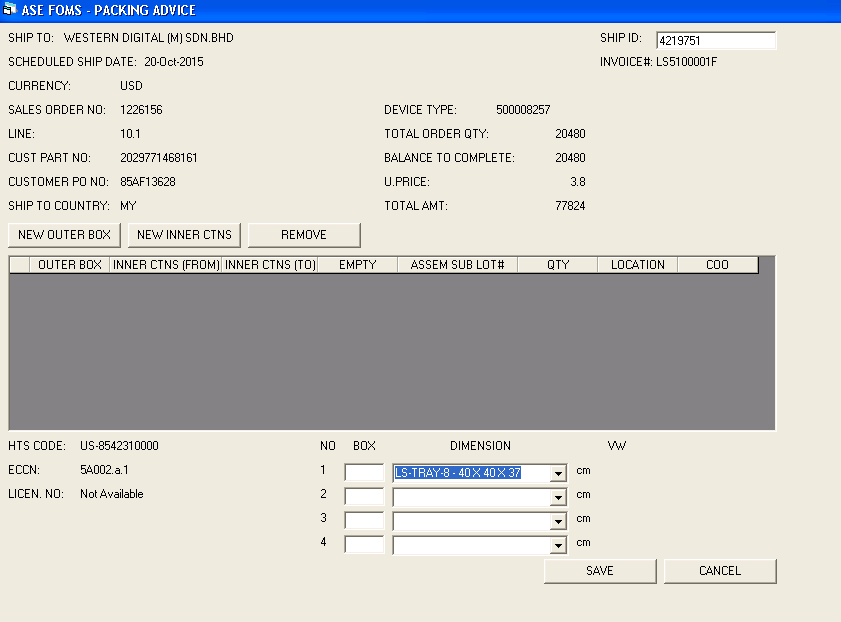 ASE FOMS - PACKING ADVICE
SHIP TO: WESTERN DIGITAL (M) SDN.BHD SHIP ID: 4219751
SCHEDULED SHIP DATE: 20-Oct-2015 INVOICE#: LS5100001F
CURRENCY: USD
SALES ORDER NO: 1226156 DEVICE TYPE: 500008257
LINE: 10.1 TOTAL ORDER QTY: 20480
CUST PART NO: 2029771468161 BALANCE TO COMPLETE: 20480
CUSTOMER PO NO: 85AF13628 U.PRICE: 3.8
SHIP TO COUNTRY: MY TOTAL AMT: 77824
NEW OUTER BOX NEW INNER CTNS REMOVE
OUTER BOX INNER CTNS (FROM) INNER CTNS (TO) EMPTY ASSEM SUB LOT# QTY LOCATION COO
HTS CODE: US-8542310000 NO BOX DIMENSION VW
ECCN: 5A002.a.1 1 LS-TRAY-8 - 40 X 40 X 37 cm
LICEN. NO: Not Available 2 cm
3 cm
4 cm
SAVE CANCEL